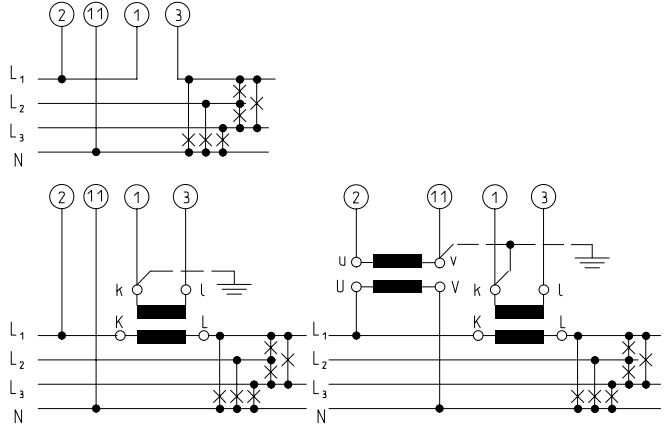 2 11 1 3
L1
L2
L3
N
2 11 1 3 2 11 1 3
u v
k l U V k l
K L K L
L1 L1
L2 L2
L3 L3
N N